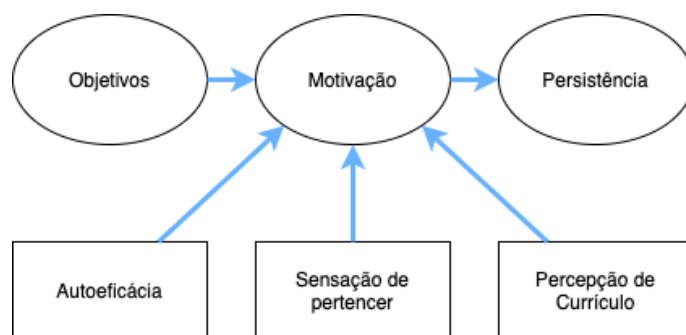 Objetivos
Motivação
Persistência
Autoeficácia
Sensação de
pertencer
Percepção de
Currículo